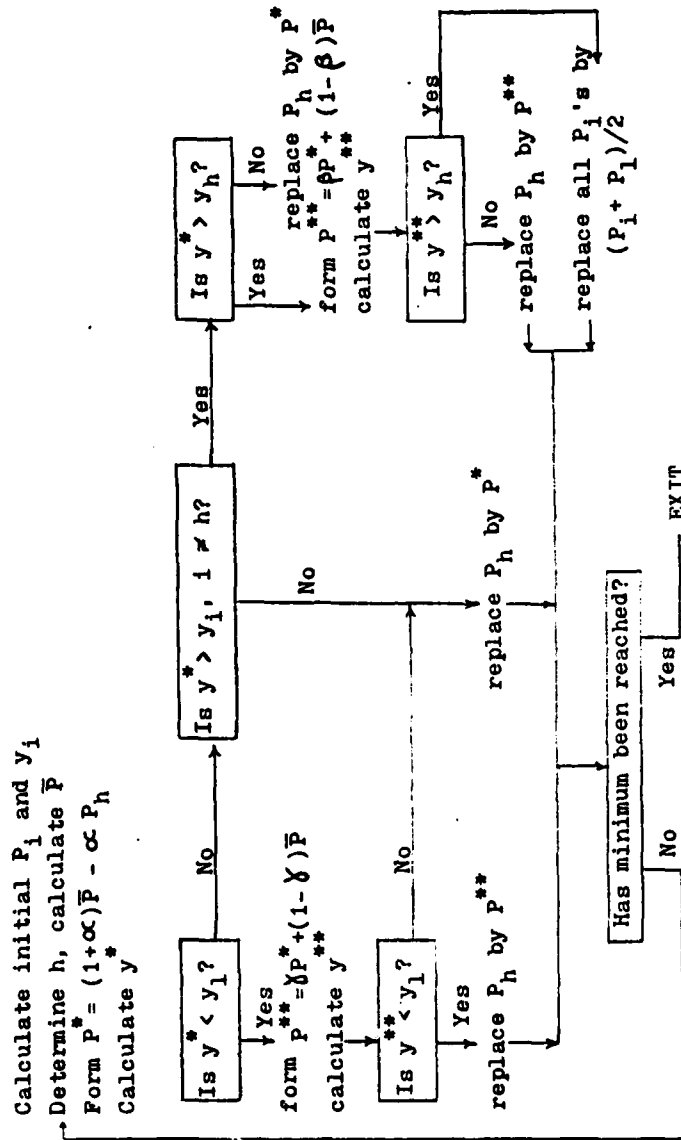 Calculate initial P_i and y_i
Determine h, calculate P̄
Form P* = (1+α)P̄ - α P_h
Calculate y*
Is y* < y_l?
No
Is y* > y_i, i ≠ h?
Yes
Is y* > y_h?
Yes
form P** =γP* +(1-γ)P̄
calculate y**
No
Yes
No
replace P_h by P*
form P** =βP* + (1-β)P̄
calculate y**
Is y** < y_l?
No
Is y** > y_h?
Yes
Yes
No
replace P_h by P**
replace P_h by P*
replace P_h by P**
replace all P_i's by
(P_i + P_l)/2
Has minimum been reached?
No
Yes
EXIT